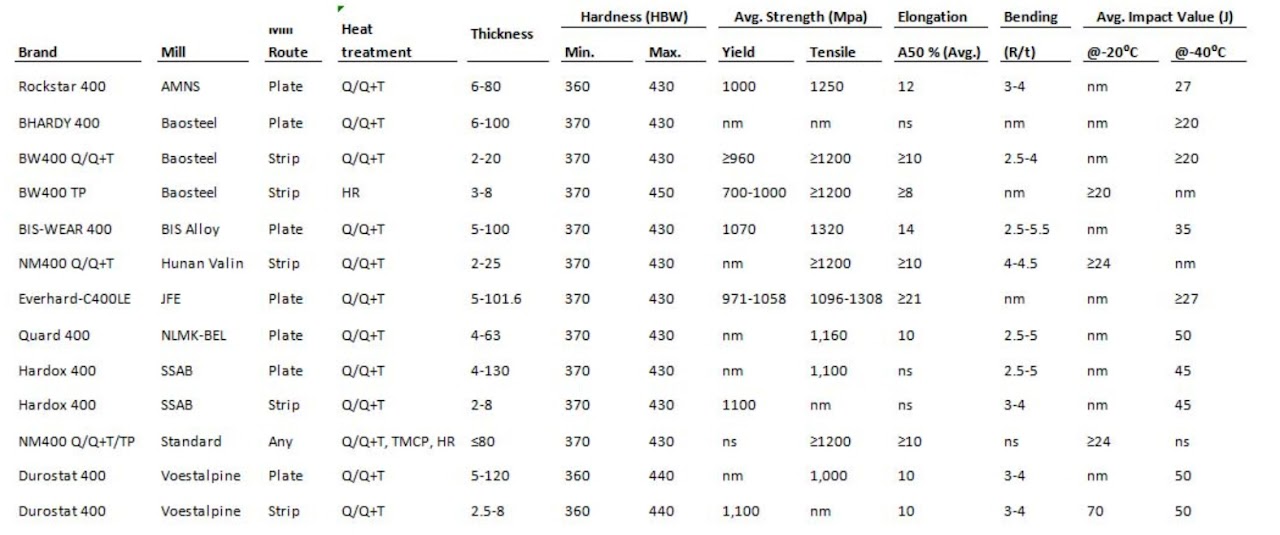 Hardness (HBW) Avg. Strength (Mpa) Elongation Bending Avg. Impact Value (J)
Brand Mill Route Heat treatment Thickness Min. Max. Yield Tensile A50 % (Avg.) (R/t) @-20⁰C @-40⁰C
Rockstar 400 AMNS Plate Q/Q+T 6-80 360 430 1000 1250 12 3-4 nm 27
BHARDY 400 Baosteel Plate Q/Q+T 6-100 370 430 nm nm ns nm nm ≥20
BW400 Q/Q+T Baosteel Strip Q/Q+T 2-20 370 430 ≥960 ≥1200 ≥10 2.5-4 nm ≥20
BW400 TP Baosteel Strip HR 3-8 370 450 700-1000 ≥1200 ≥8 nm ≥20 nm
BIS-WEAR 400 BIS Alloy Plate Q/Q+T 5-100 370 430 1070 1320 14 2.5-5.5 nm 35
NM400 Q/Q+T Hunan Valin Strip Q/Q+T 2-25 370 430 nm ≥1200 ≥10 4-4.5 ≥24 nm
Everhard-C400LE JFE Plate Q/Q+T 5-101.6 370 430 971-1058 1096-1308 ≥21 nm nm ≥27
Quard 400 NLMK-BEL Plate Q/Q+T 4-63 370 430 nm 1,160 10 2.5-5 nm 50
Hardox 400 SSAB Plate Q/Q+T 4-130 370 430 nm 1,100 ns 2.5-5 nm 45
Hardox 400 SSAB Strip Q/Q+T 2-8 370 430 1100 nm ns 3-4 nm 45
NM400 Q/Q+T/TP Standard Any Q/Q+T, TMCP, HR ≤80 370 430 ns ≥1200 ≥10 ns ≥24 ns
Durostat 400 Voestalpine Plate Q/Q+T 5-120 360 440 nm 1,000 10 3-4 nm 50
Durostat 400 Voestalpine Strip Q/Q+T 2.5-8 360 440 1,100 nm 10 3-4 70 50